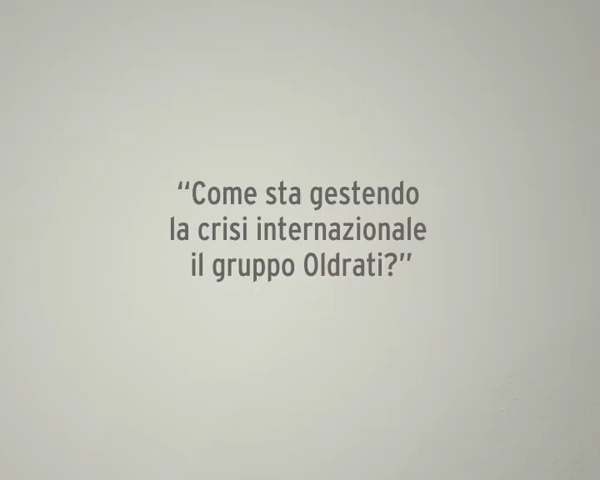 “Come sta gestendo
la crisi internazionale
il gruppo Oldrati?”